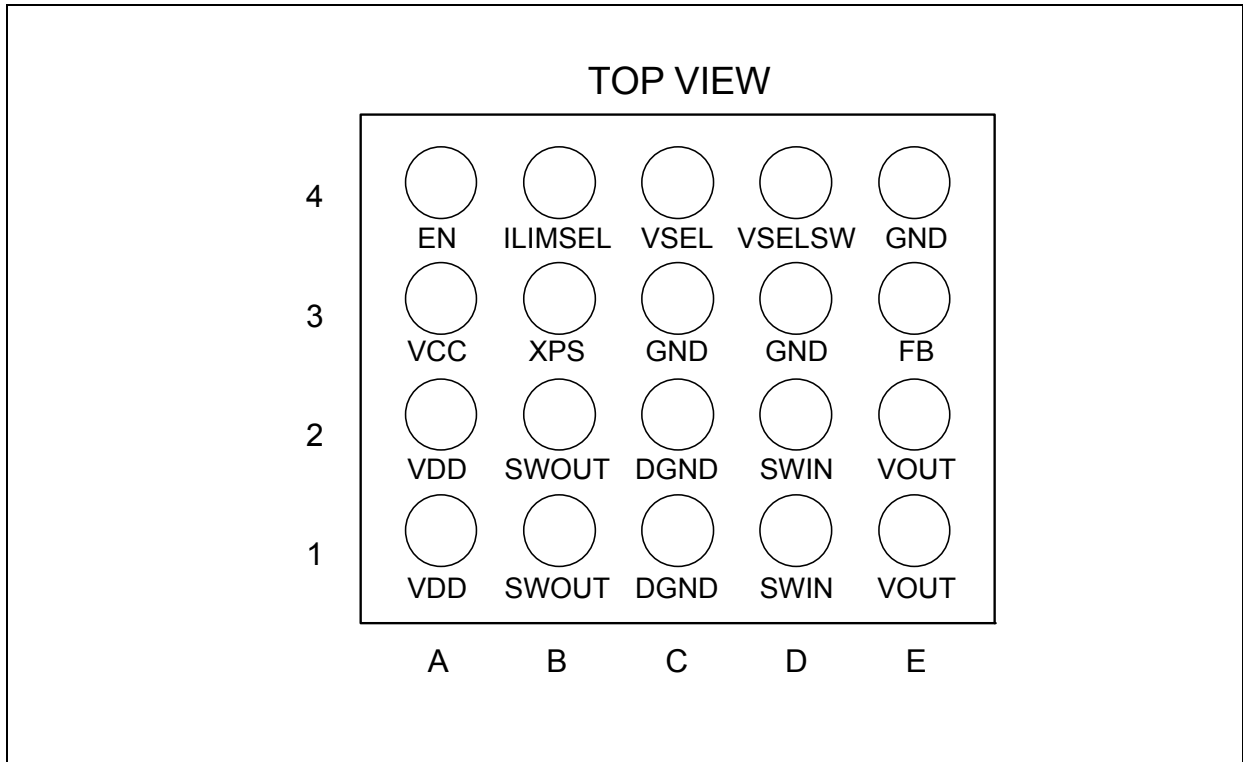 TOP VIEW
4
EN ILIMSEL VSEL VSELSW GND
3
VCC XPS GND GND FB
2
VDD SWOUT DGND SWIN VOUT
1
VDD SWOUT DGND SWIN VOUT
A B C D E